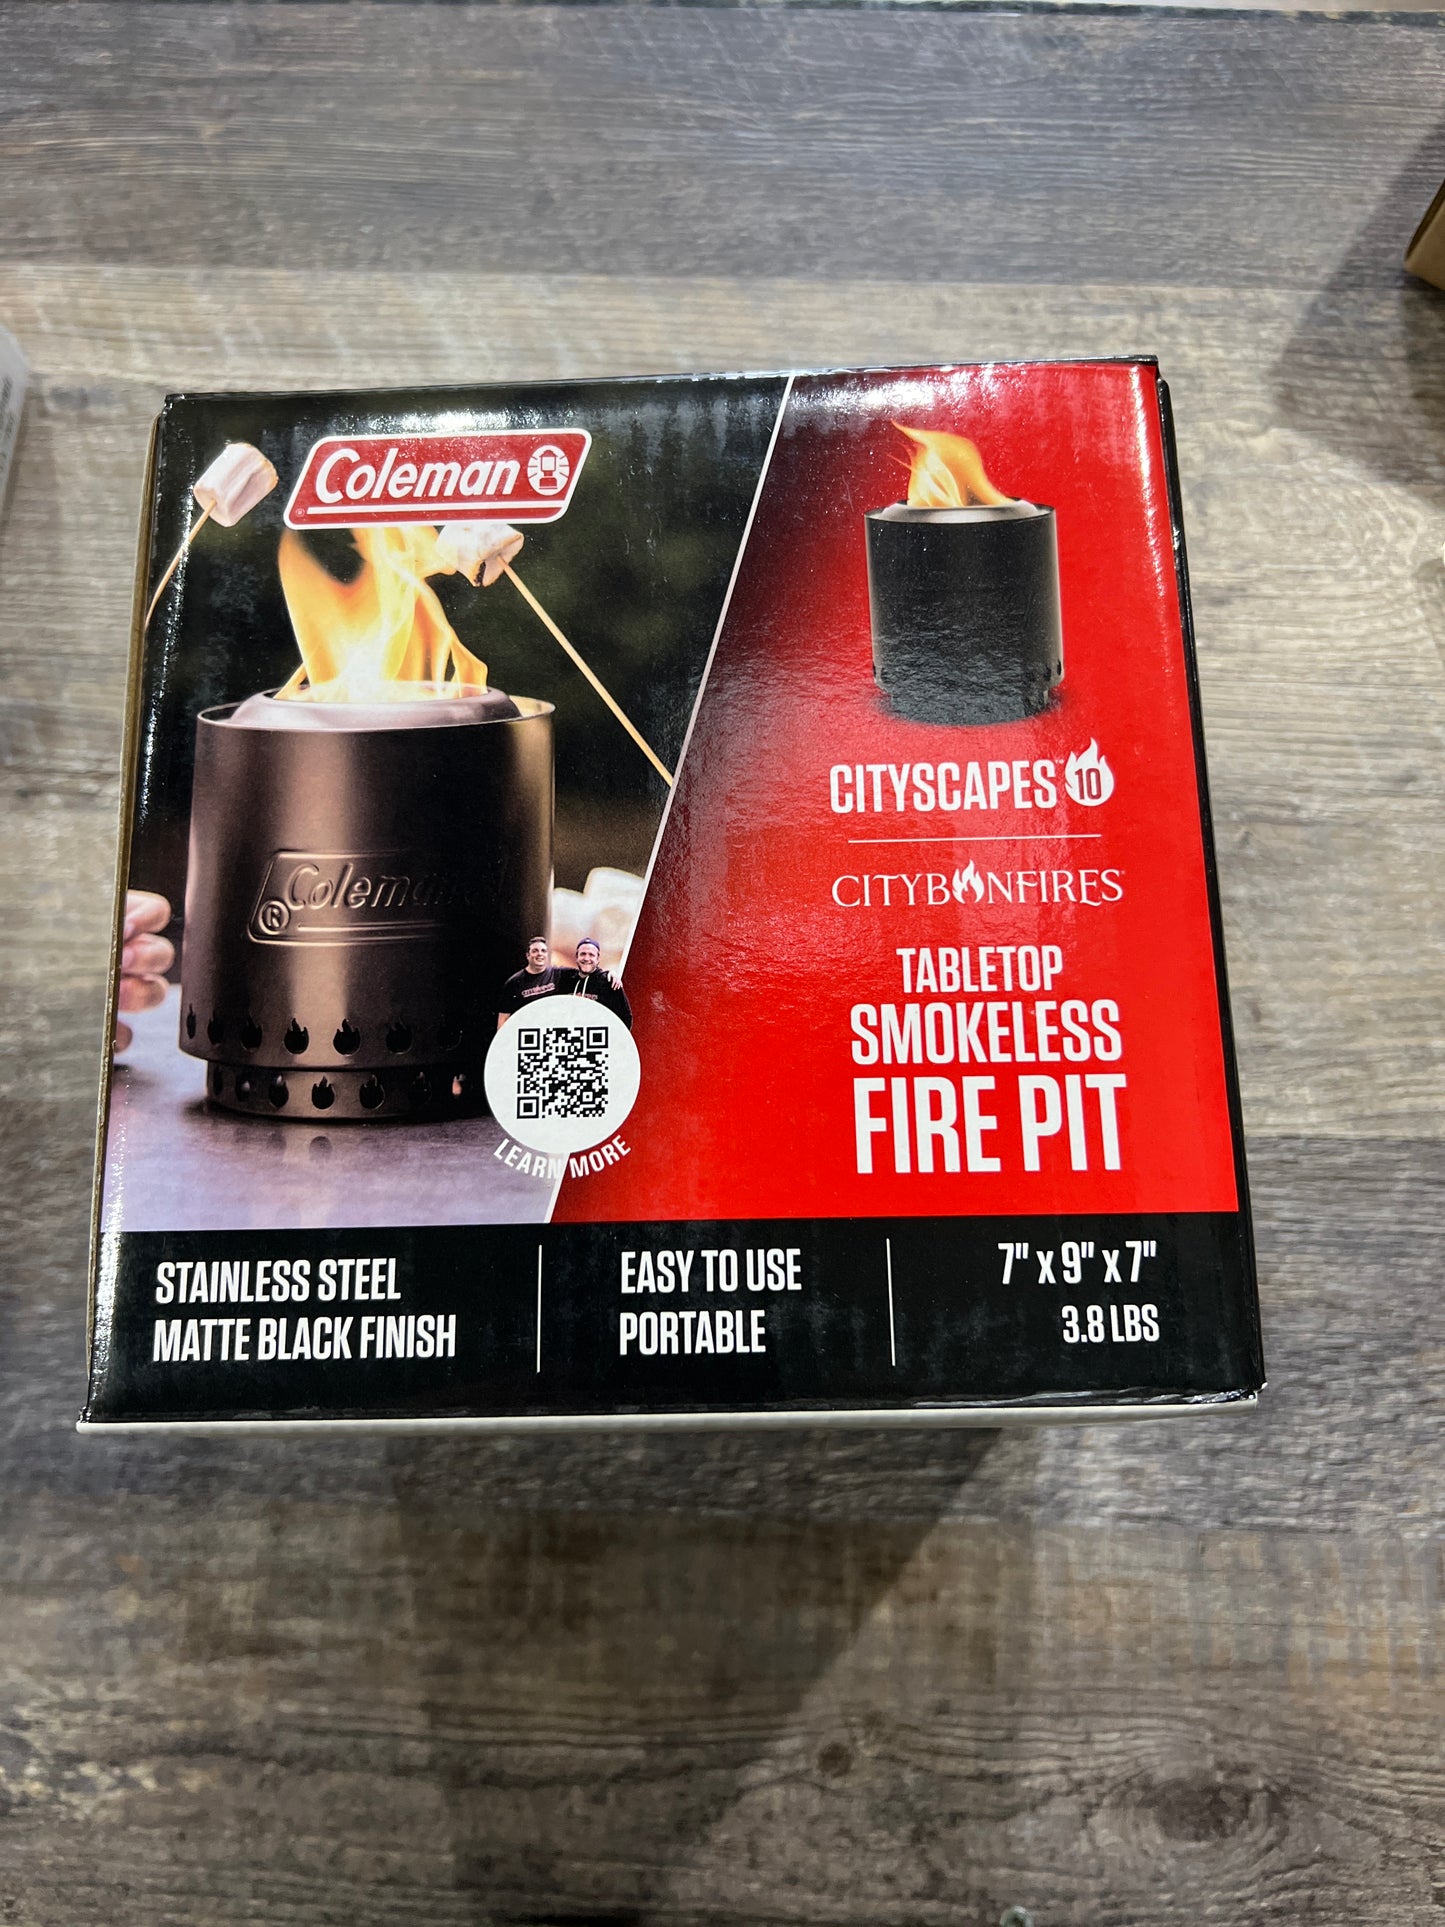 Coleman
®
Coleman
®
LEARN MORE
CITYSCAPES™ 10
CITYBONFIRES
TABLETOP
SMOKELESS
FIRE PIT
STAINLESS STEEL
MATTE BLACK FINISH
EASY TO USE
PORTABLE
7" x 9" x 7"
3.8 LBS